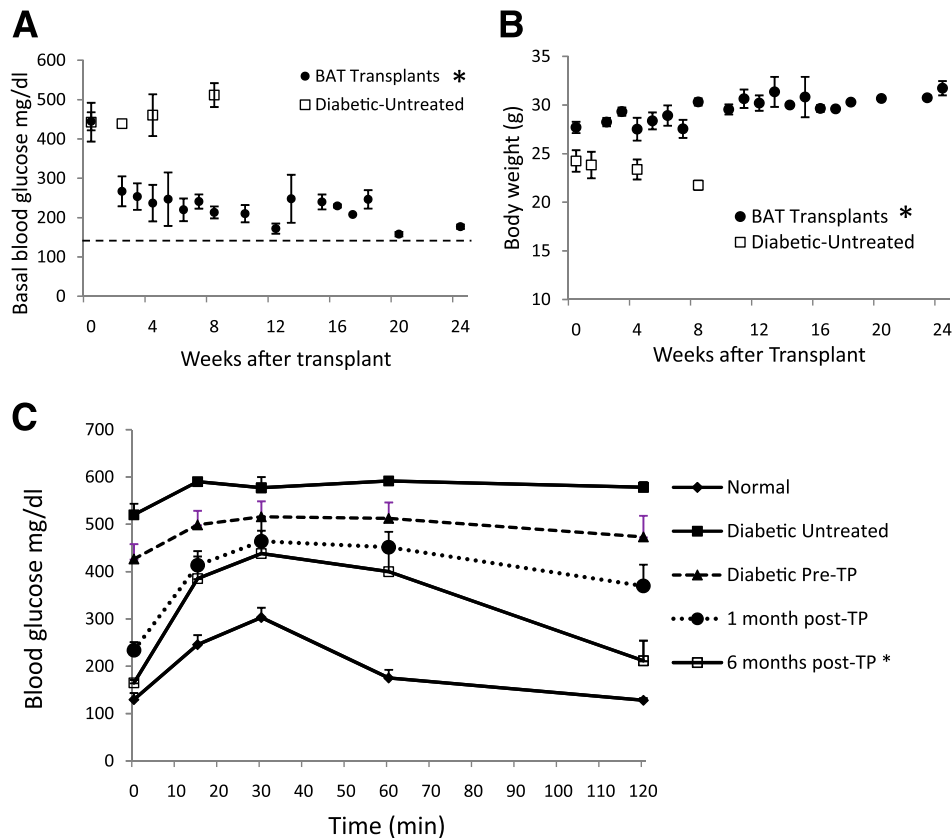 A
Basal blood glucose mg/dl
600
500
400
300
200
100
0
BAT Transplants *
Diabetic-Untreated
0 4 8 12 16 20 24
Weeks after transplant
B
Body weight (g)
35
30
25
20
15
10
BAT Transplants *
Diabetic-Untreated
0 4 8 12 16 20 24
Weeks after Transplant
C
Blood glucose mg/dl
700
600
500
400
300
200
100
0
0 10 20 30 40 50 60 70 80 90 100 110 120
Time (min)
Normal
Diabetic Untreated
Diabetic Pre-TP
1 month post-TP
6 months post-TP *